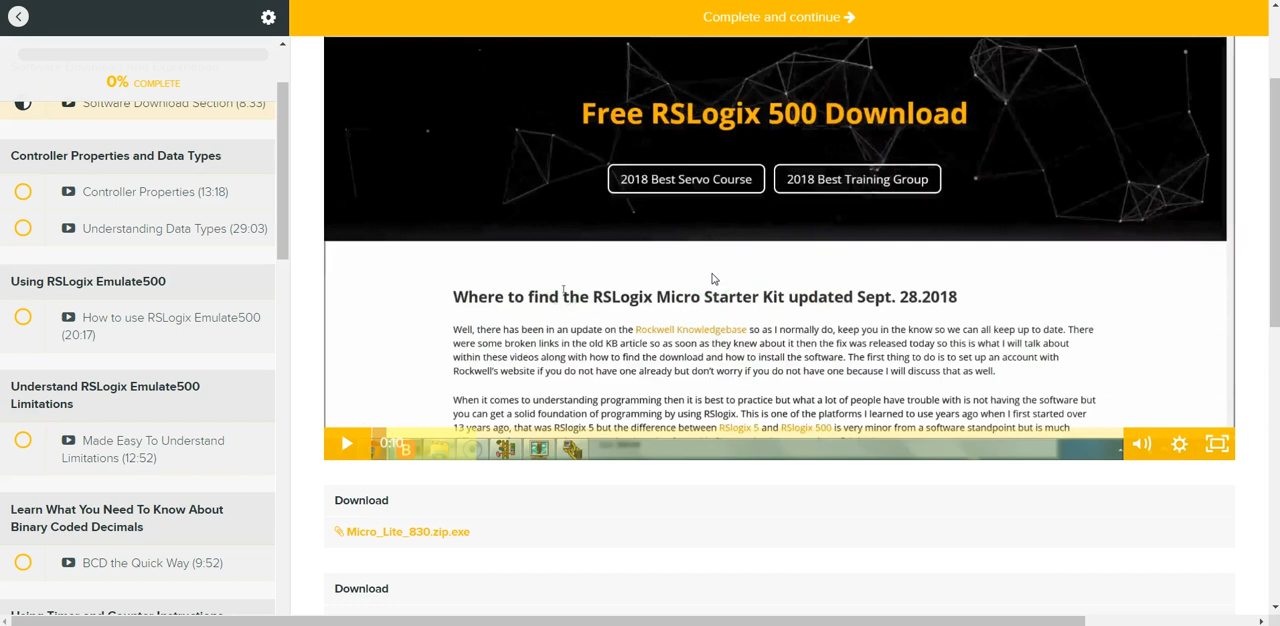 Complete and continue
0% COMPLETE
Software Download Section (8:33)
Controller Properties and Data Types
Controller Properties (13:18)
Understanding Data Types (29:03)
Using RSLogix Emulate500
How to use RSLogix Emulate500
(20:17)
Understand RSLogix Emulate500
Limitations
Made Easy To Understand
Limitations (12:52)
Learn What You Need To Know About
Binary Coded Decimals
BCD the Quick Way (9:52)
Using Timer and Counter Instructions
Free RSLogix 500 Download
2018 Best Servo Course
2018 Best Training Group
Where to find the RSLogix Micro Starter Kit updated Sept. 28.2018
Well, there has been in an update on the Rockwell Knowledgebase so as I normally do, keep you in the know so we can all keep up to date. There
were some broken links in the old KB article so as soon as they knew about it then the fix was released today so this is what I will talk about
within these videos along with how to find the download and how to install the software. The first thing to do is to set up an account with
Rockwell's website if you do not have one already but don't worry if you do not have one because I will discuss that as well.
When it comes to understanding programming then it is best to practice but what a lot of people have trouble with is not having the software but
you can get a solid foundation of programming by using RSlogix. This is one of the platforms I learned to use years ago when I first started over
13 years ago, that was RSlogix 5 but the difference between RSlogix 5 and RSlogix 500 is very minor from a software standpoint but is much
0:10
Download
Micro_Lite_830.zip.exe
Download